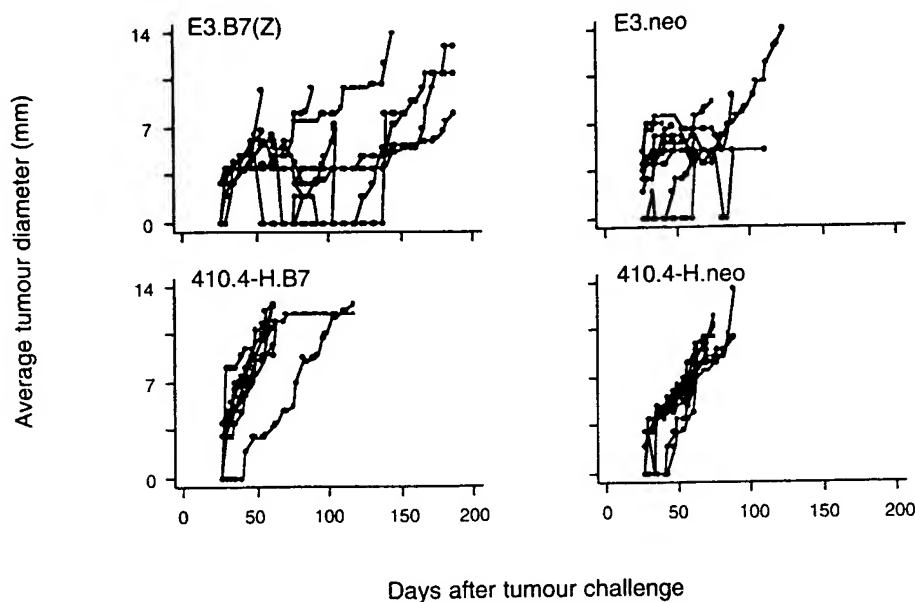 E3.B7(Z)
E3.neo
14
7
0
410.4-H.B7
410.4-H.neo
14
7
0
0 50 100 150 200
0 50 100 150 200
Average tumour diameter (mm)
Days after tumour challenge